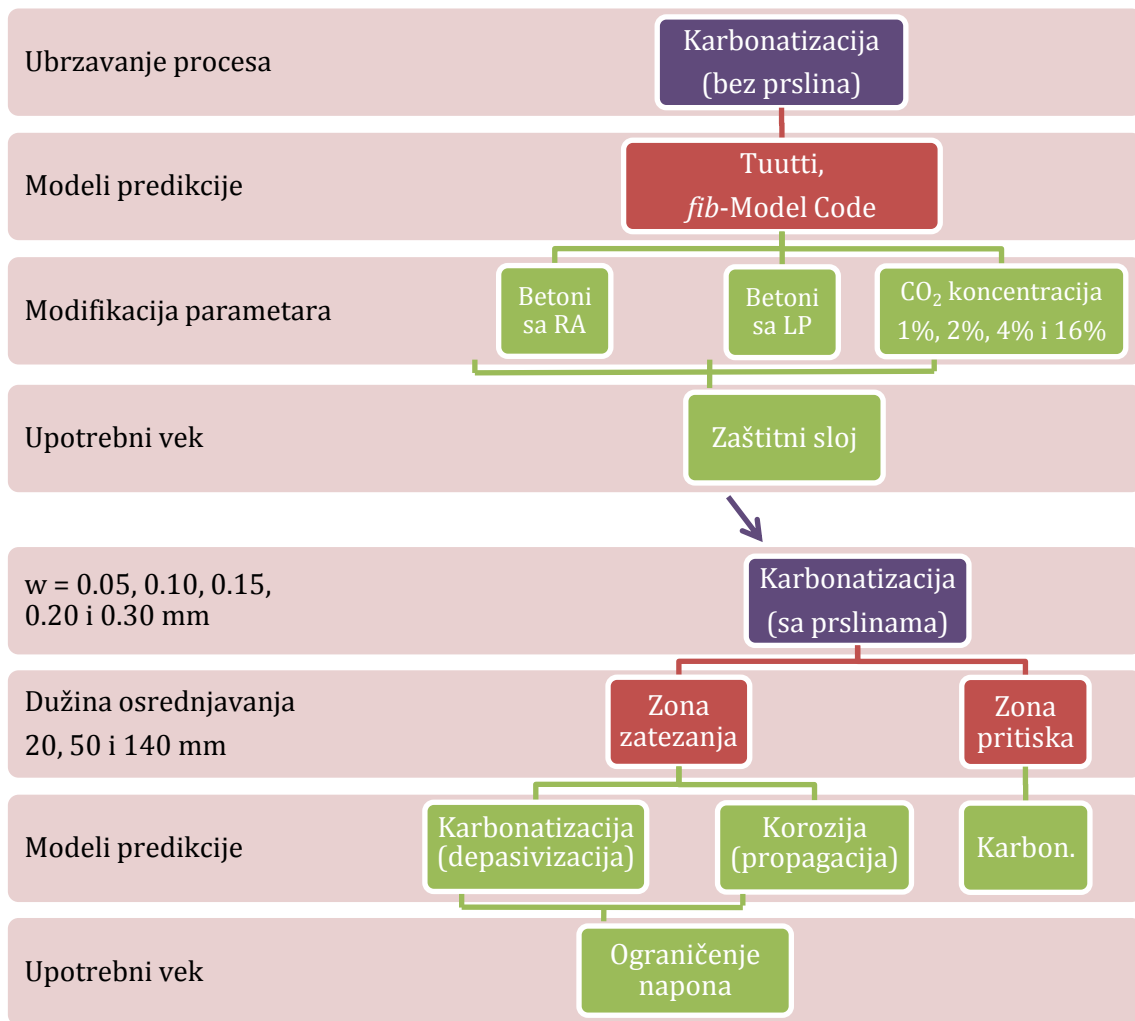 Ubrzavanje procesa
Karbonatizacija
(bez prslina)
Modeli predikcije
Tuutti,
fib-Model Code
Modifikacija parametara
Betoni
sa RA
Betoni
sa LP
CO₂ koncentracija
1%, 2%, 4% i 16%
Upotrebni vek
Zaštitni sloj
w = 0.05, 0.10, 0.15,
0.20 i 0.30 mm
Karbonatizacija
(sa prslinama)
Dužina osrednjavanja
20, 50 i 140 mm
Zona
zatezanja
Zona
pritiska
Modeli predikcije
Karbonatizacija
(depasivizacija)
Korozija
(propagacija)
Karbon.
Upotrebni vek
Ograničenje
napona